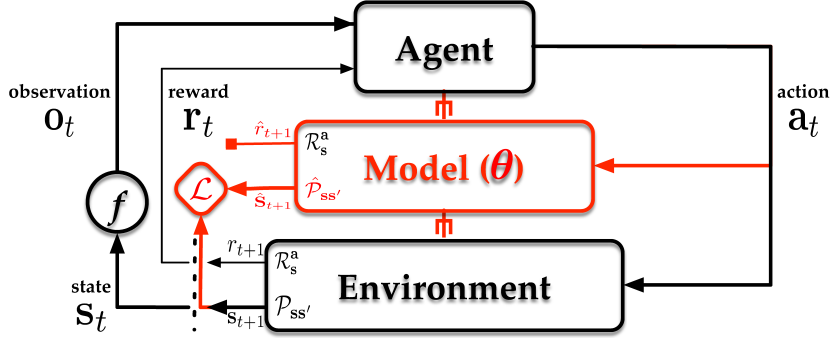 Agent
observation
o_t
reward
r_t
action
a_t
r̂_{t+1}
ℛ_s^a
Model (θ)
ℒ
ŝ_{t+1}
𝒫̂_{ss′}
f
r_{t+1}
ℛ_s^a
Environment
state
s_t
s_{t+1}
𝒫_{ss′}